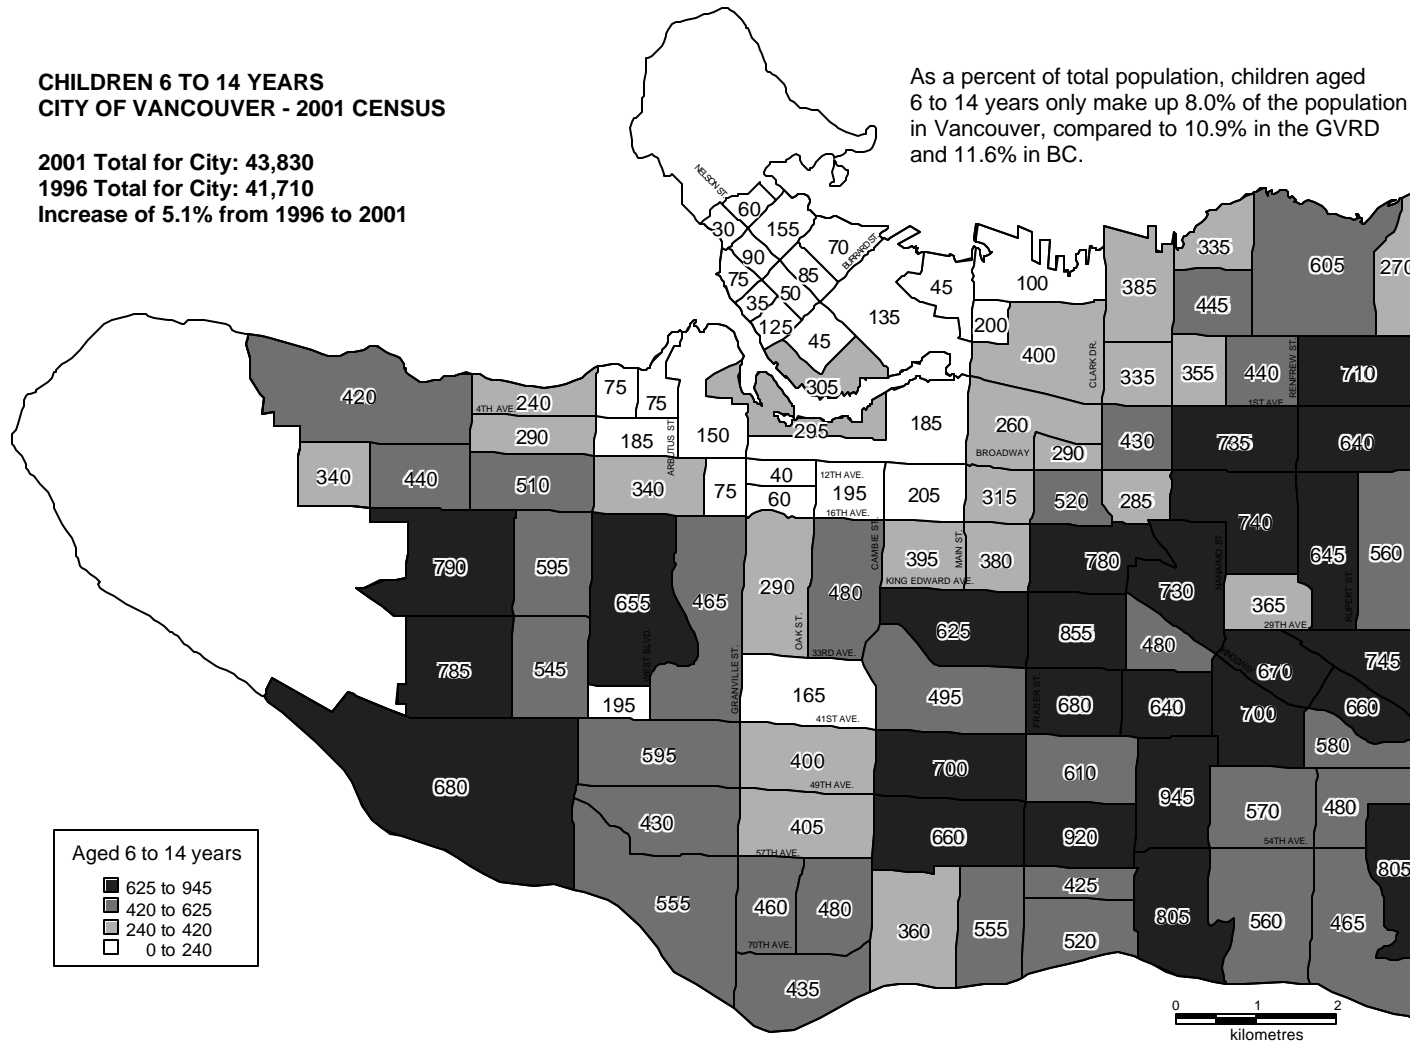 CHILDREN 6 TO 14 YEARS
CITY OF VANCOUVER - 2001 CENSUS
2001 Total for City: 43,830
1996 Total for City: 41,710
Increase of 5.1% from 1996 to 2001
As a percent of total population, children aged
6 to 14 years only make up 8.0% of the population
in Vancouver, compared to 10.9% in the GVRD
and 11.6% in BC.
NELSON ST.
60
30
155
70
BURRARD ST.
90
75
85
50
35
125
45
135
45
100
200
305
295
335
605
270
385
445
400
CLARK DR.
335
355
440
RENFREW ST.
710
1ST AVE.
420
4TH AVE.
240
75
75
290
185
ARBUTUS ST.
150
185
260
BROADWAY
290
430
735
640
340
440
510
340
75
40
60
12TH AVE.
195
16TH AVE.
205
315
520
285
740
645
560
790
595
655
465
290
480
CAMBIE ST.
395
MAIN ST.
380
KING EDWARD AVE.
780
730
NANAIMO ST.
365
29TH AVE.
RUPERT ST.
OAK ST.
33RD AVE.
625
855
480
KINGSWAY
670
745
785
545
WEST BLVD.
195
GRANVILLE ST.
165
41ST AVE.
495
FRASER ST.
680
640
700
660
580
680
595
400
49TH AVE.
700
610
945
570
480
430
405
57TH AVE.
660
920
54TH AVE.
805
555
460
480
70TH AVE.
435
360
555
425
520
805
560
465
Aged 6 to 14 years
625 to 945
420 to 625
240 to 420
0 to 240
0 1 2
kilometres